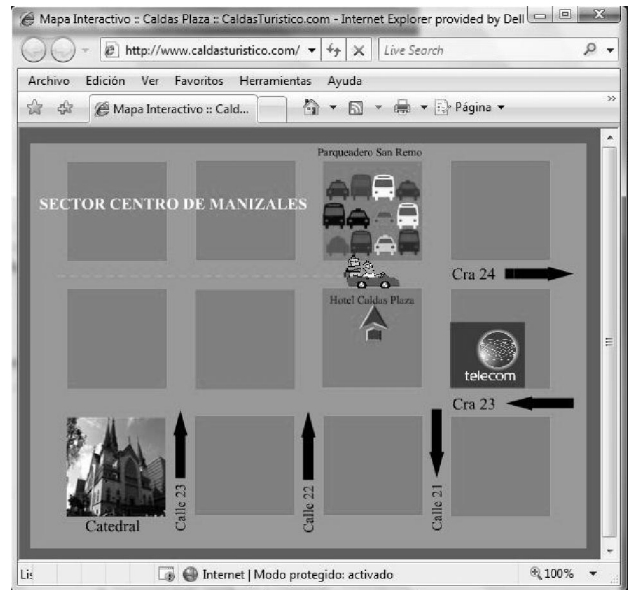 Mapa Interactivo :: Caldas Plaza :: CaldasTuristico.com - Internet Explorer provided by Dell
http://www.caldasturistico.com/
Live Search
Archivo Edición Ver Favoritos Herramientas Ayuda
Mapa Interactivo :: Cald...
Página
Parqueadero San Remo
SECTOR CENTRO DE MANIZALES
Cra 24
Hotel Caldas Plaza
telecom
Cra 23
Calle 23
Calle 22
Calle 21
Catedral
Lis
Internet | Modo protegido: activado
100%